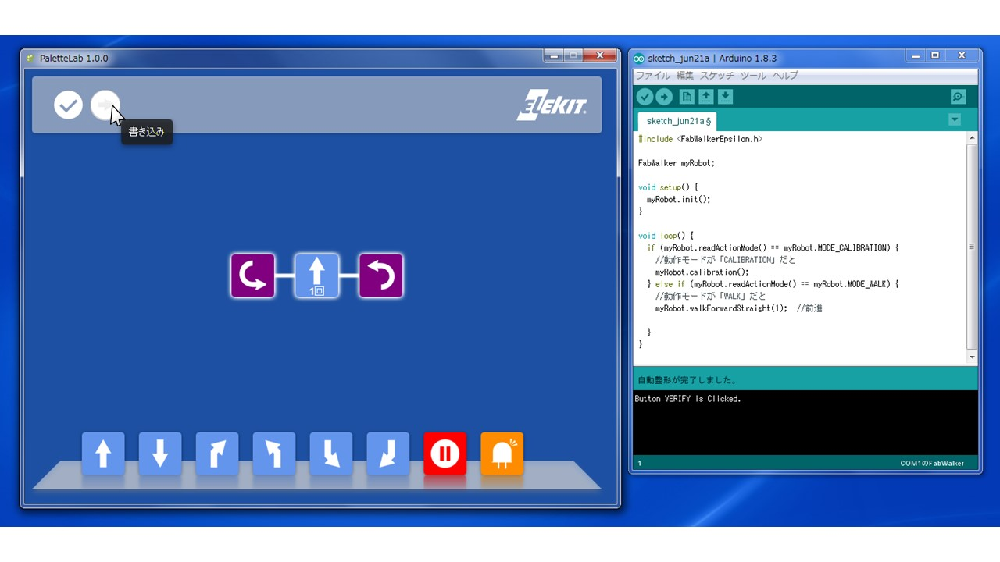 PaletteLab 1.0.0
ELEKIT.
書き込み
1回
sketch_jun21a | Arduino 1.8.3
ファイル 編集 スケッチ ツール ヘルプ
sketch_jun21a §
#include <FabWalkerEpsilon.h>
FabWalker myRobot;
void setup() {
myRobot.init();
}
void loop() {
if (myRobot.readActionMode() == myRobot.MODE_CALIBRATION) {
//動作モードが「CALIBRATION」だと
myRobot.calibration();
} else if (myRobot.readActionMode() == myRobot.MODE_WALK) {
//動作モードが「WALK」だと
myRobot.walkForwardStraight(1); //前進
}
}
自動整形が完了しました。
Button VERIFY is Clicked.
1
COM1のFabWalker